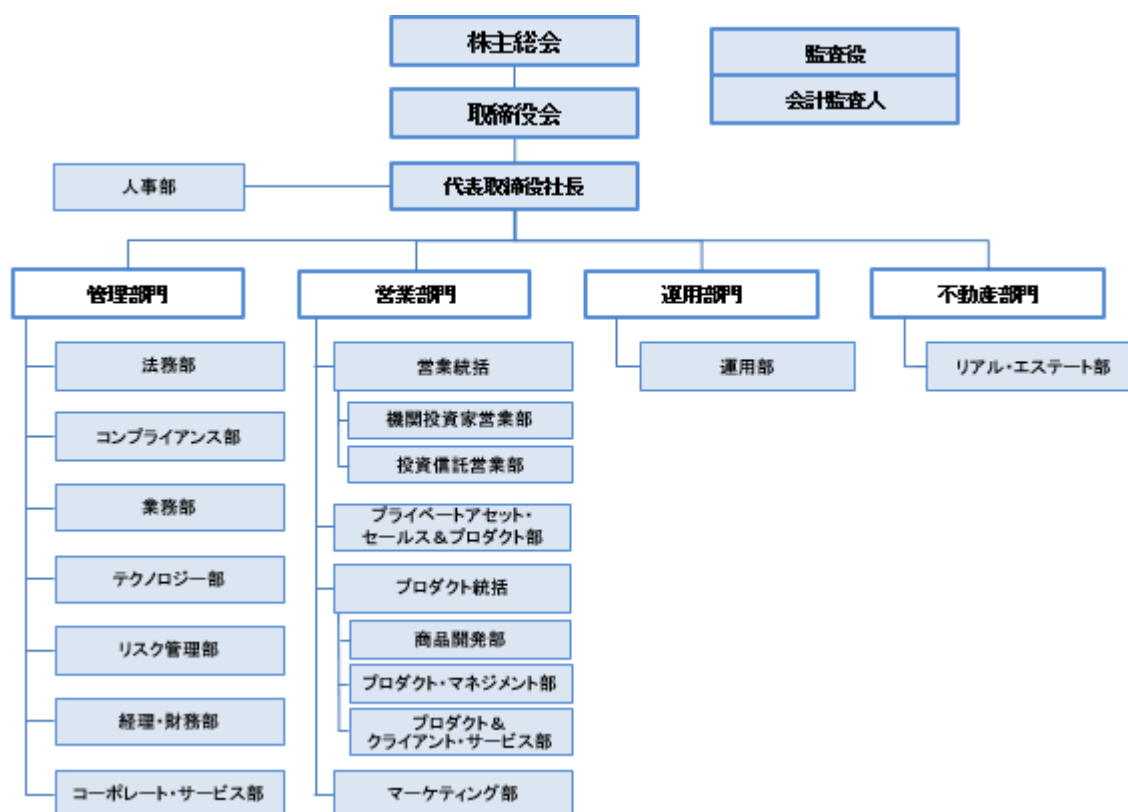 株主総会
監査役
会計監査人
取締役会
人事部
代表取締役社長
管理部門
営業部門
運用部門
不動産部門
法務部
コンプライアンス部
業務部
テクノロジー部
リスク管理部
経理・財務部
コーポレート・サービス部
営業統括
機関投資家営業部
投資信託営業部
プライベートアセット・
セールス＆プロダクト部
プロダクト統括
商品開発部
プロダクト・マネジメント部
プロダクト＆
クライアント・サービス部
マーケティング部
運用部
リアル・エステート部